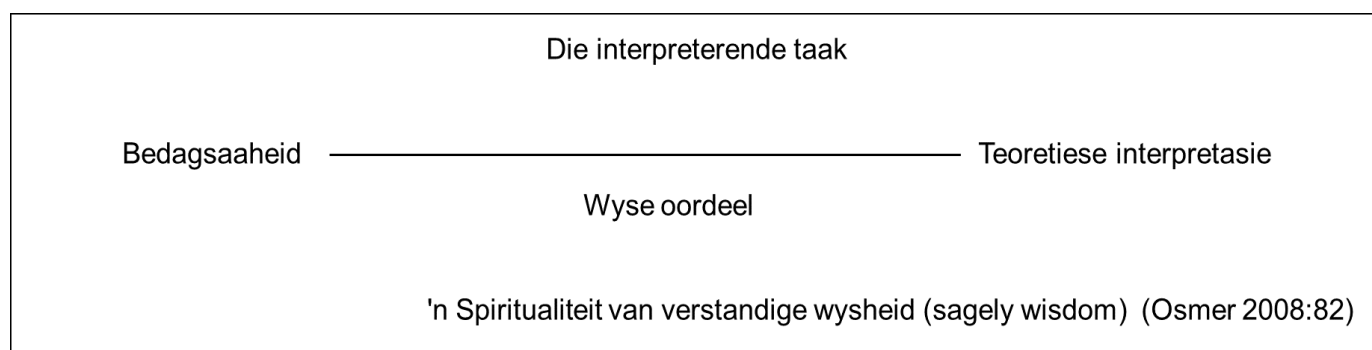 Die interpreterende taak
Bedagsaaheid Teoretiese interpretasie
Wyse oordeel
'n Spiritualiteit van verstandige wysheid (sagely wisdom) (Osmer 2008:82)